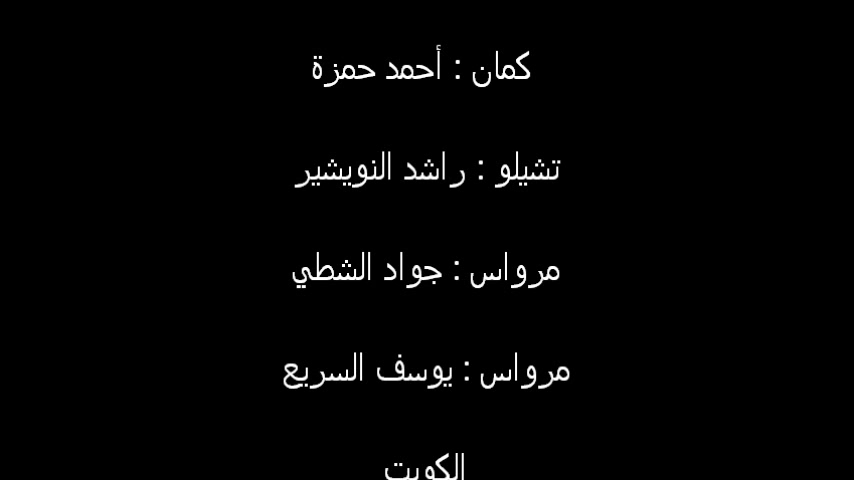 كمان : أحمد حمزة
تشيلو : راشد النويشير
مرواس : جواد الشطي
مرواس : يوسف السريع
الكويت